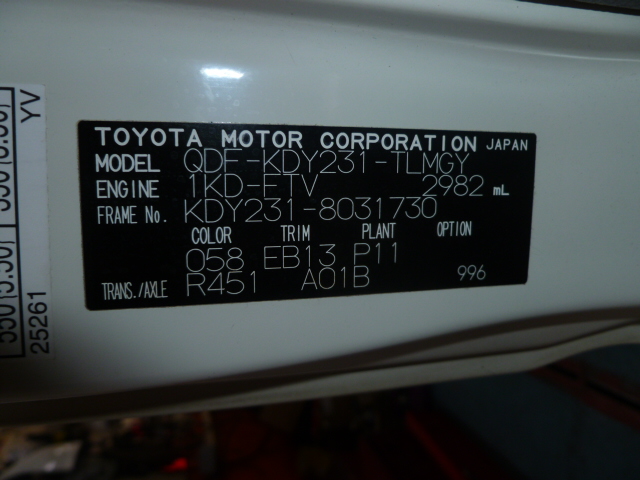 TOYOTA MOTOR CORPORATION JAPAN
MODEL QDF-KDY231-TLMGY
ENGINE 1KD-FTV 2982 mL
FRAME No. KDY231-8031730
COLOR TRIM PLANT OPTION
058 EB13 P11
TRANS./AXLE R451 A01B 996
YV
25261